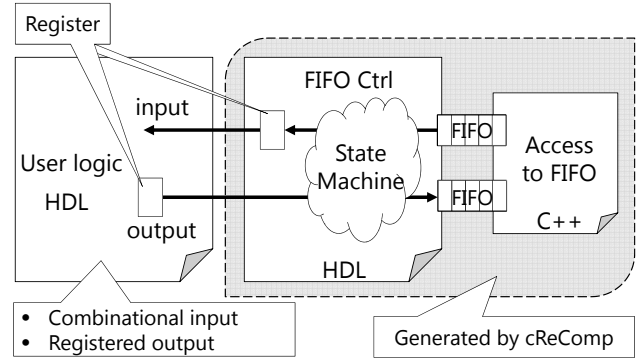 Register
FIFO Ctrl
input
FIFO
Access
to FIFO
C++
User logic
HDL
State
Machine
FIFO
output
HDL
• Combinational input
• Registered output
Generated by cReComp